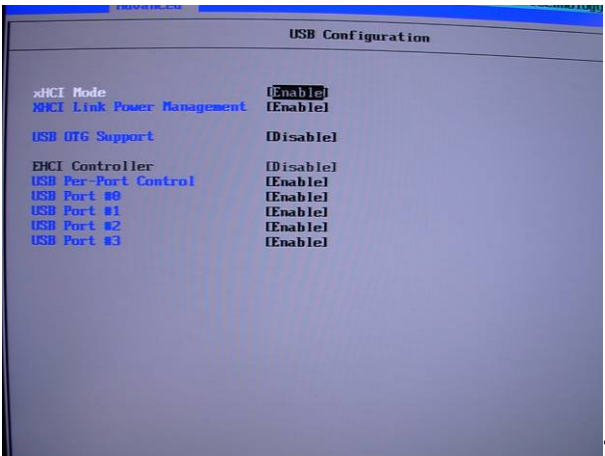 Advanced
USB Configuration
xHCI Mode [Enable]
XHCI Link Power Management [Enable]
USB OTG Support [Disable]
EHCI Controller [Disable]
USB Per-Port Control [Enable]
USB Port #0 [Enable]
USB Port #1 [Enable]
USB Port #2 [Enable]
USB Port #3 [Enable]